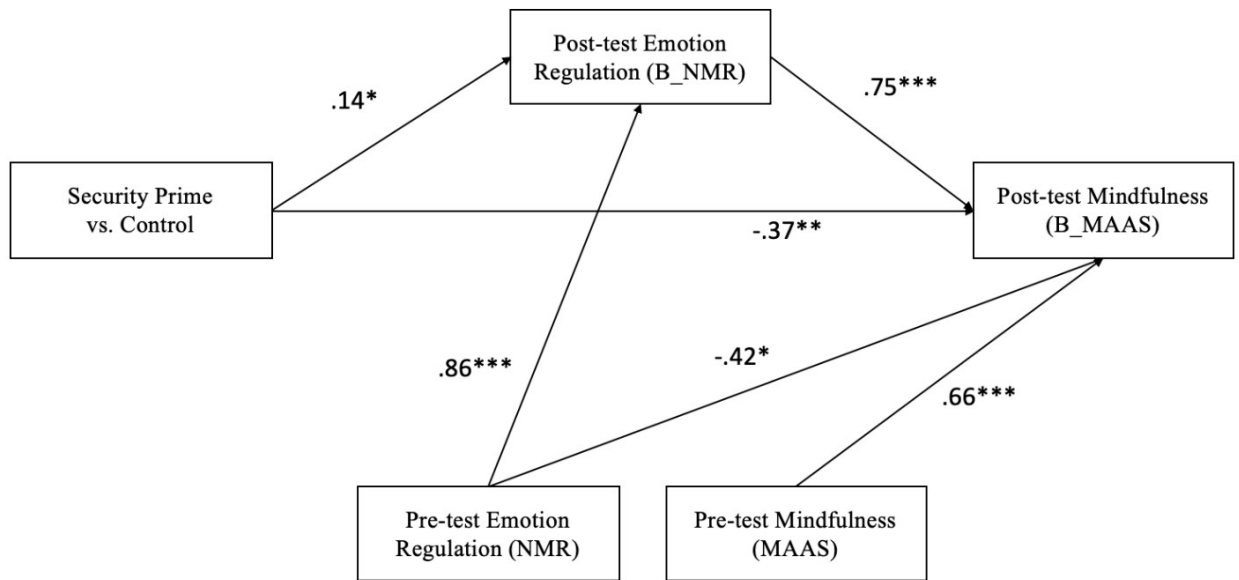 Post-test Emotion
Regulation (B_NMR)
.14*
.75***
Security Prime
vs. Control
Post-test Mindfulness
(B_MAAS)
-.37**
.86***
-.42*
.66***
Pre-test Emotion
Regulation (NMR)
Pre-test Mindfulness
(MAAS)